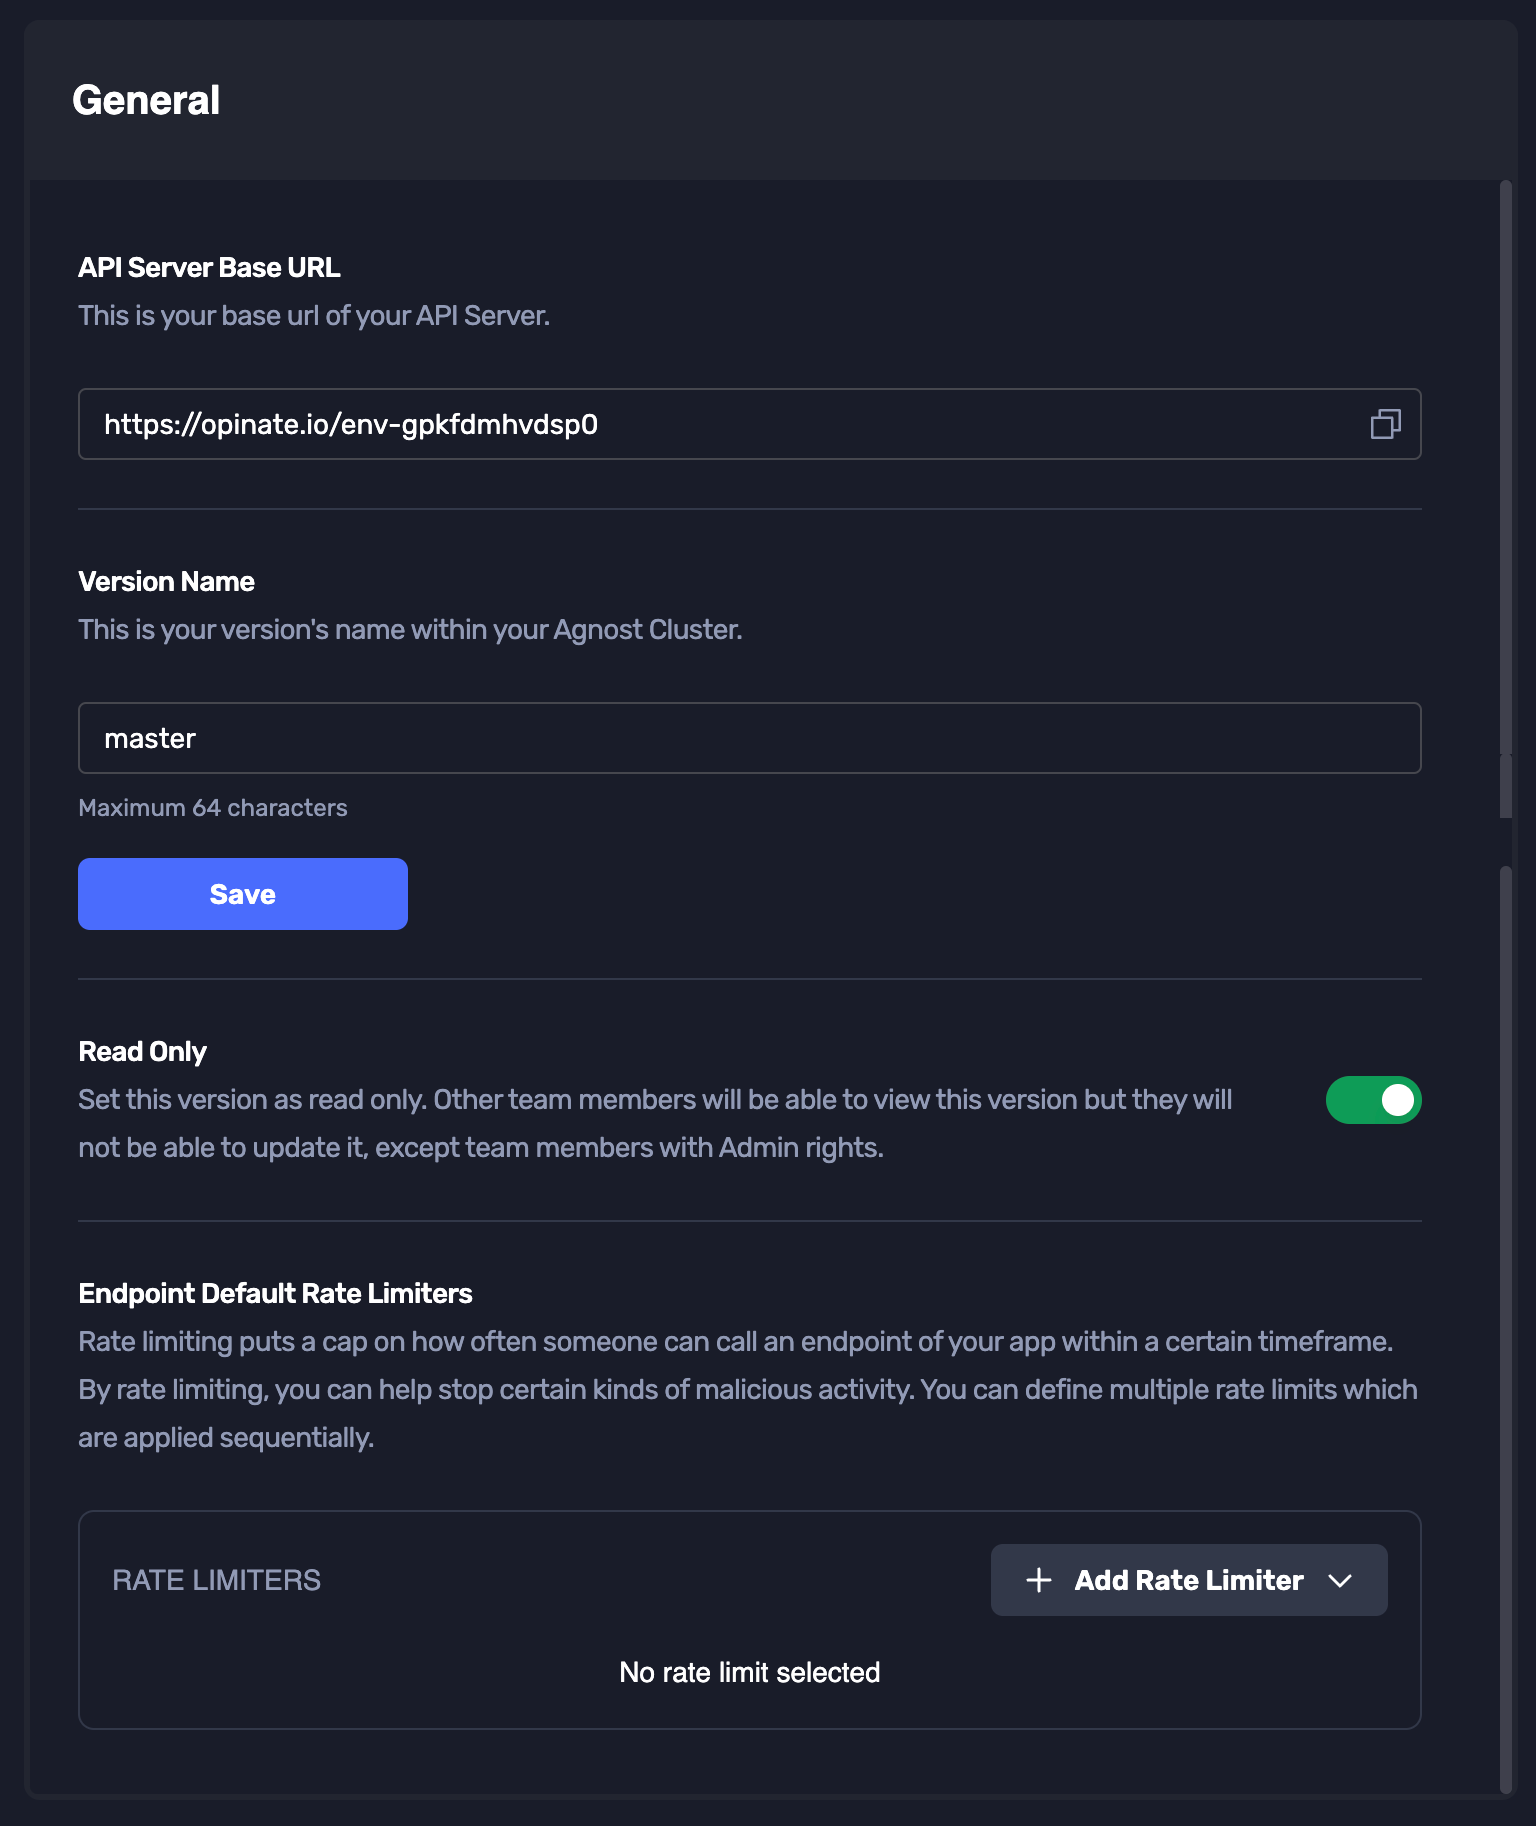 General
API Server Base URL
This is your base url of your API Server.
https://opinate.io/env-gpkfdmhvdsp0
Version Name
This is your version's name within your Agnost Cluster.
master
Maximum 64 characters
Save
Read Only
Set this version as read only. Other team members will be able to view this version but they will
not be able to update it, except team members with Admin rights.
Endpoint Default Rate Limiters
Rate limiting puts a cap on how often someone can call an endpoint of your app within a certain timeframe.
By rate limiting, you can help stop certain kinds of malicious activity. You can define multiple rate limits which
are applied sequentially.
RATE LIMITERS
Add Rate Limiter
No rate limit selected